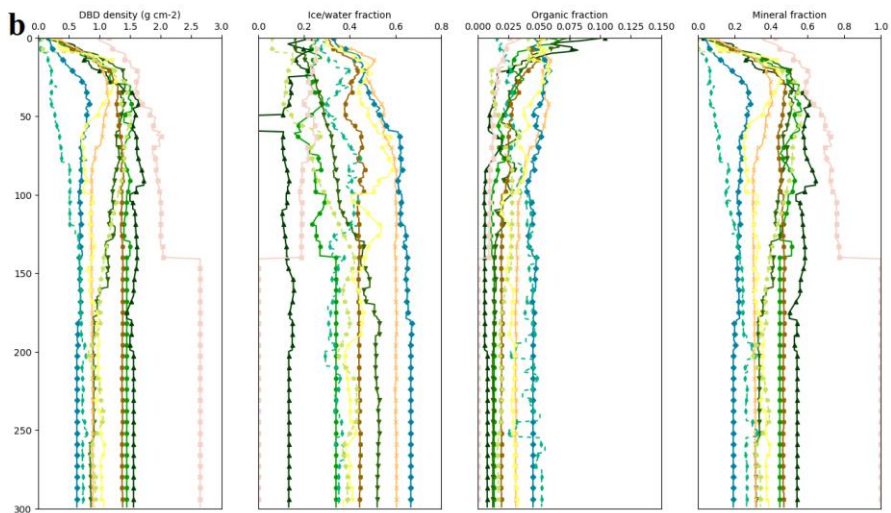 b
DBD density (g cm-2)
0.0 0.5 1.0 1.5 2.0 2.5 3.0
Ice/water fraction
0.0 0.2 0.4 0.6 0.8
Organic fraction
0.000 0.025 0.050 0.075 0.100 0.125 0.150
Mineral fraction
0.0 0.2 0.4 0.6 0.8 1.0
0
50
100
150
200
250
300